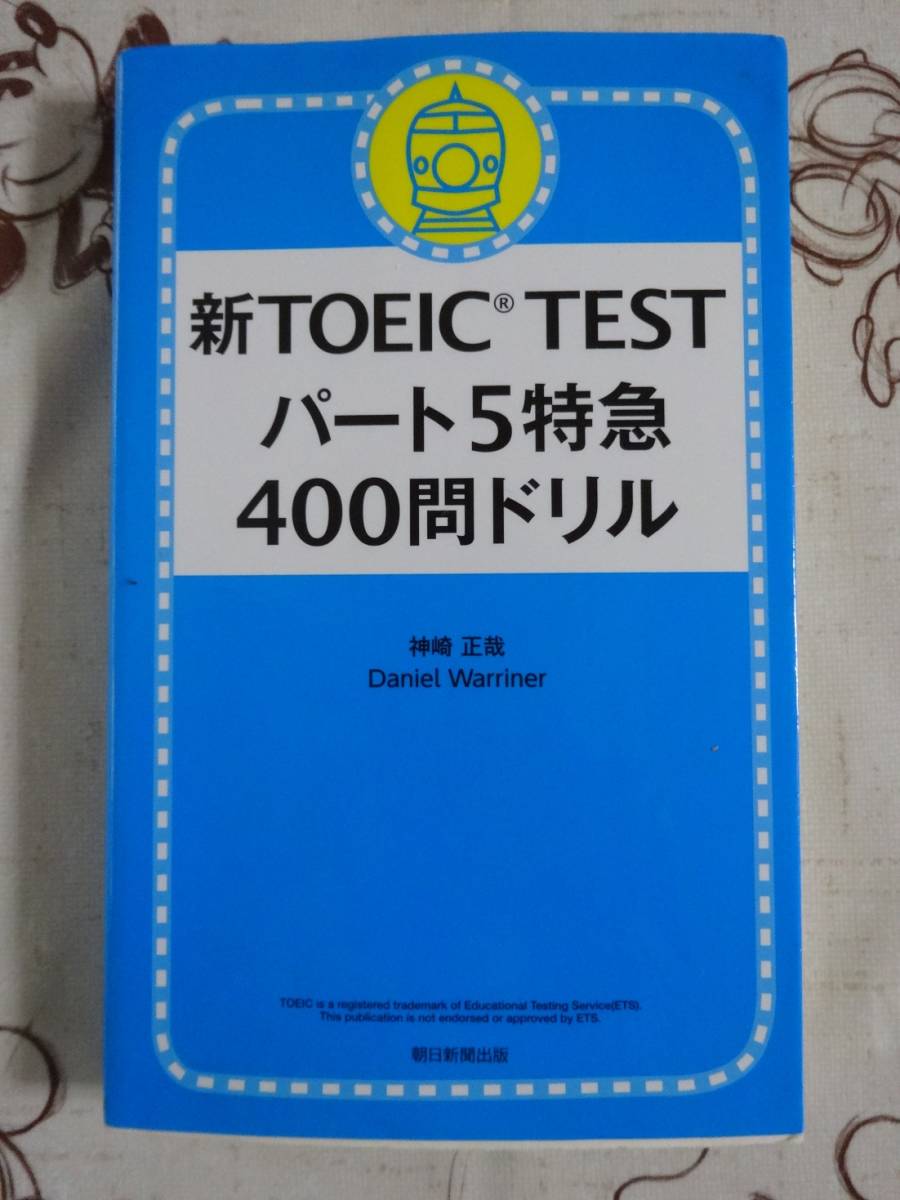 新TOEIC® TEST
パート5特急
400問ドリル
神崎 正哉
Daniel Warriner
TOEIC is a registered trademark of Educational Testing Service(ETS).
This publication is not endorsed or approved by ETS.
朝日新聞出版